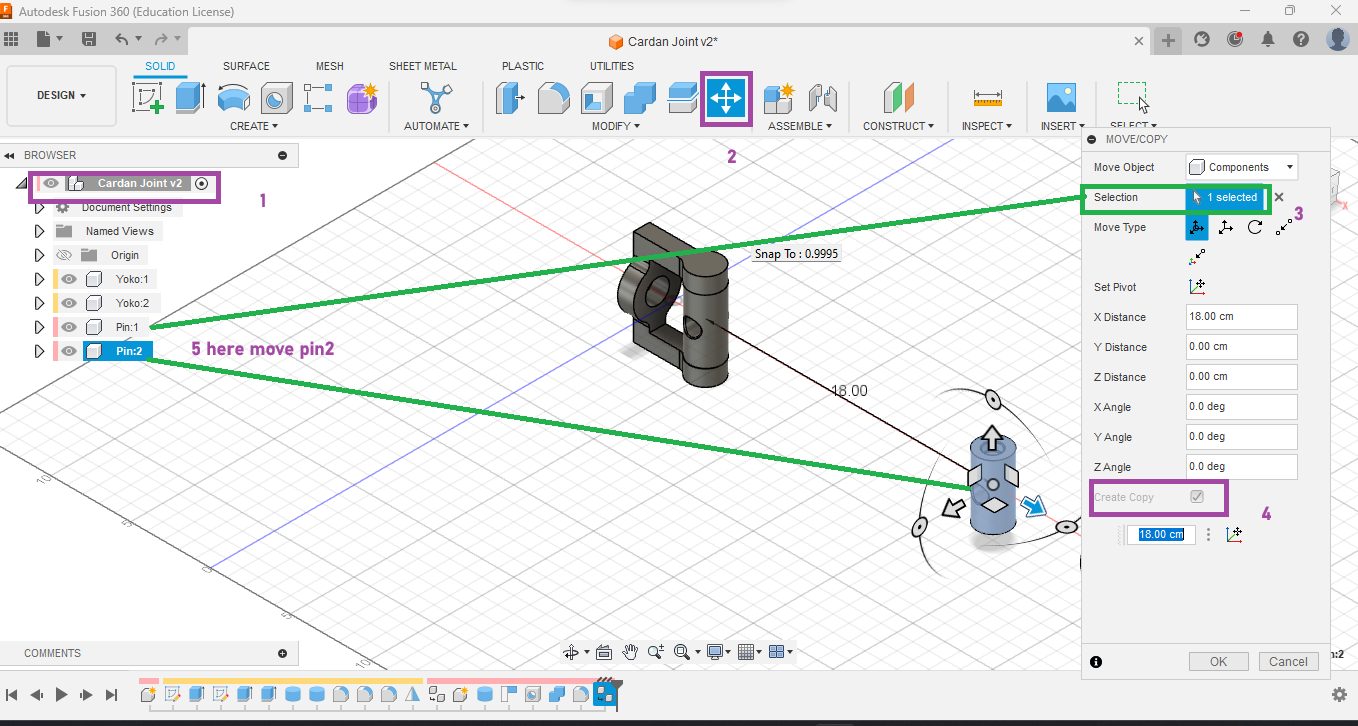 Autodesk Fusion 360 (Education License)
Cardan Joint v2*
SOLID SURFACE MESH SHEET METAL PLASTIC UTILITIES
DESIGN
CREATE AUTOMATE MODIFY ASSEMBLE CONSTRUCT INSPECT INSERT SELECT
BROWSER
Cardan Joint v2
Document Settings
Named Views
Origin
Yoko:1
Yoko:2
Pin:1
Pin:2
1
2
3
4
5 here move pin2
Snap To : 0.9995
18.00
10
5
0
5
10
MOVE/COPY
Move Object Components
Selection 1 selected
Move Type
Set Pivot
X Distance 18.00 cm
Y Distance 0.00 cm
Z Distance 0.00 cm
X Angle 0.0 deg
Y Angle 0.0 deg
Z Angle 0.0 deg
Create Copy
18.00 cm
OK Cancel
COMMENTS